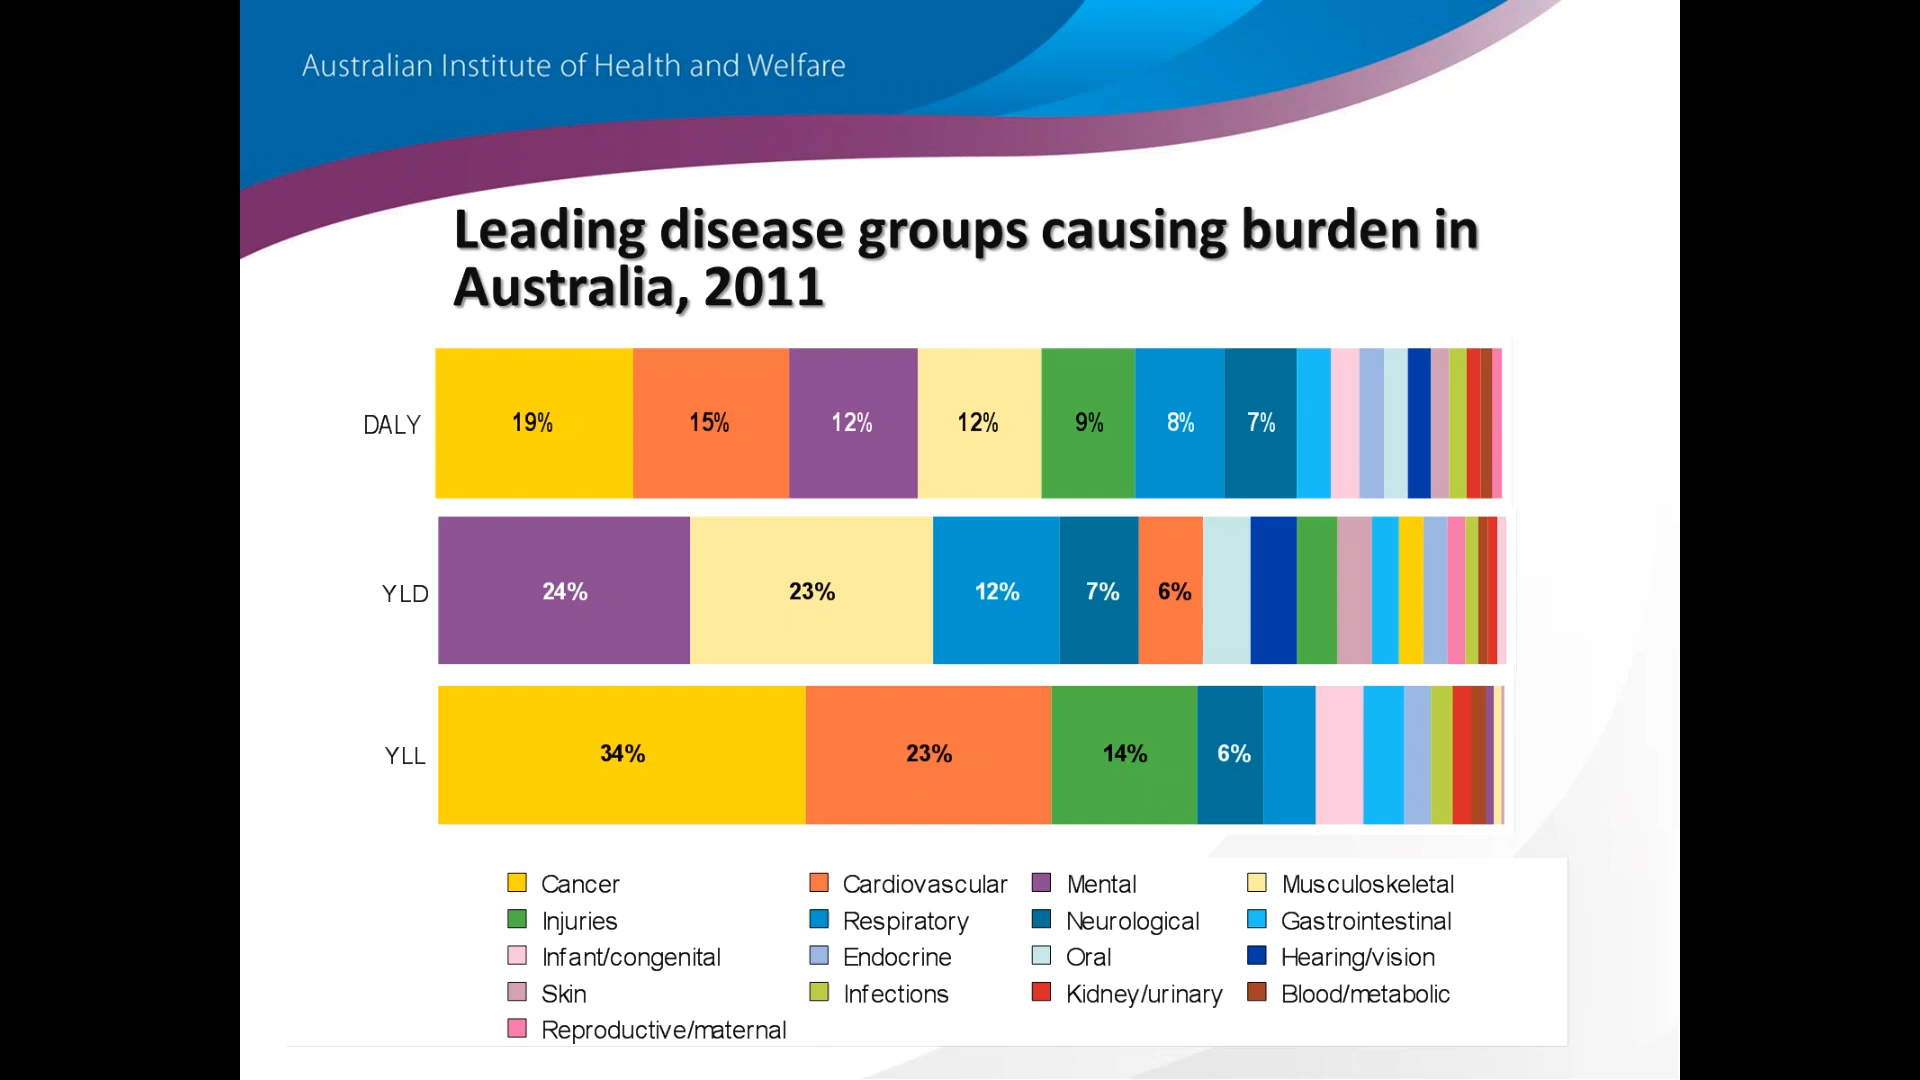 Australian Institute of Health and Welfare
Leading disease groups causing burden in
Australia, 2011
DALY 19% 15% 12% 12% 9% 8% 7%
YLD 24% 23% 12% 7% 6%
YLL 34% 23% 14% 6%
Cancer Cardiovascular Mental Musculoskeletal
Injuries Respiratory Neurological Gastrointestinal
Infant/congenital Endocrine Oral Hearing/vision
Skin Infections Kidney/urinary Blood/metabolic
Reproductive/maternal